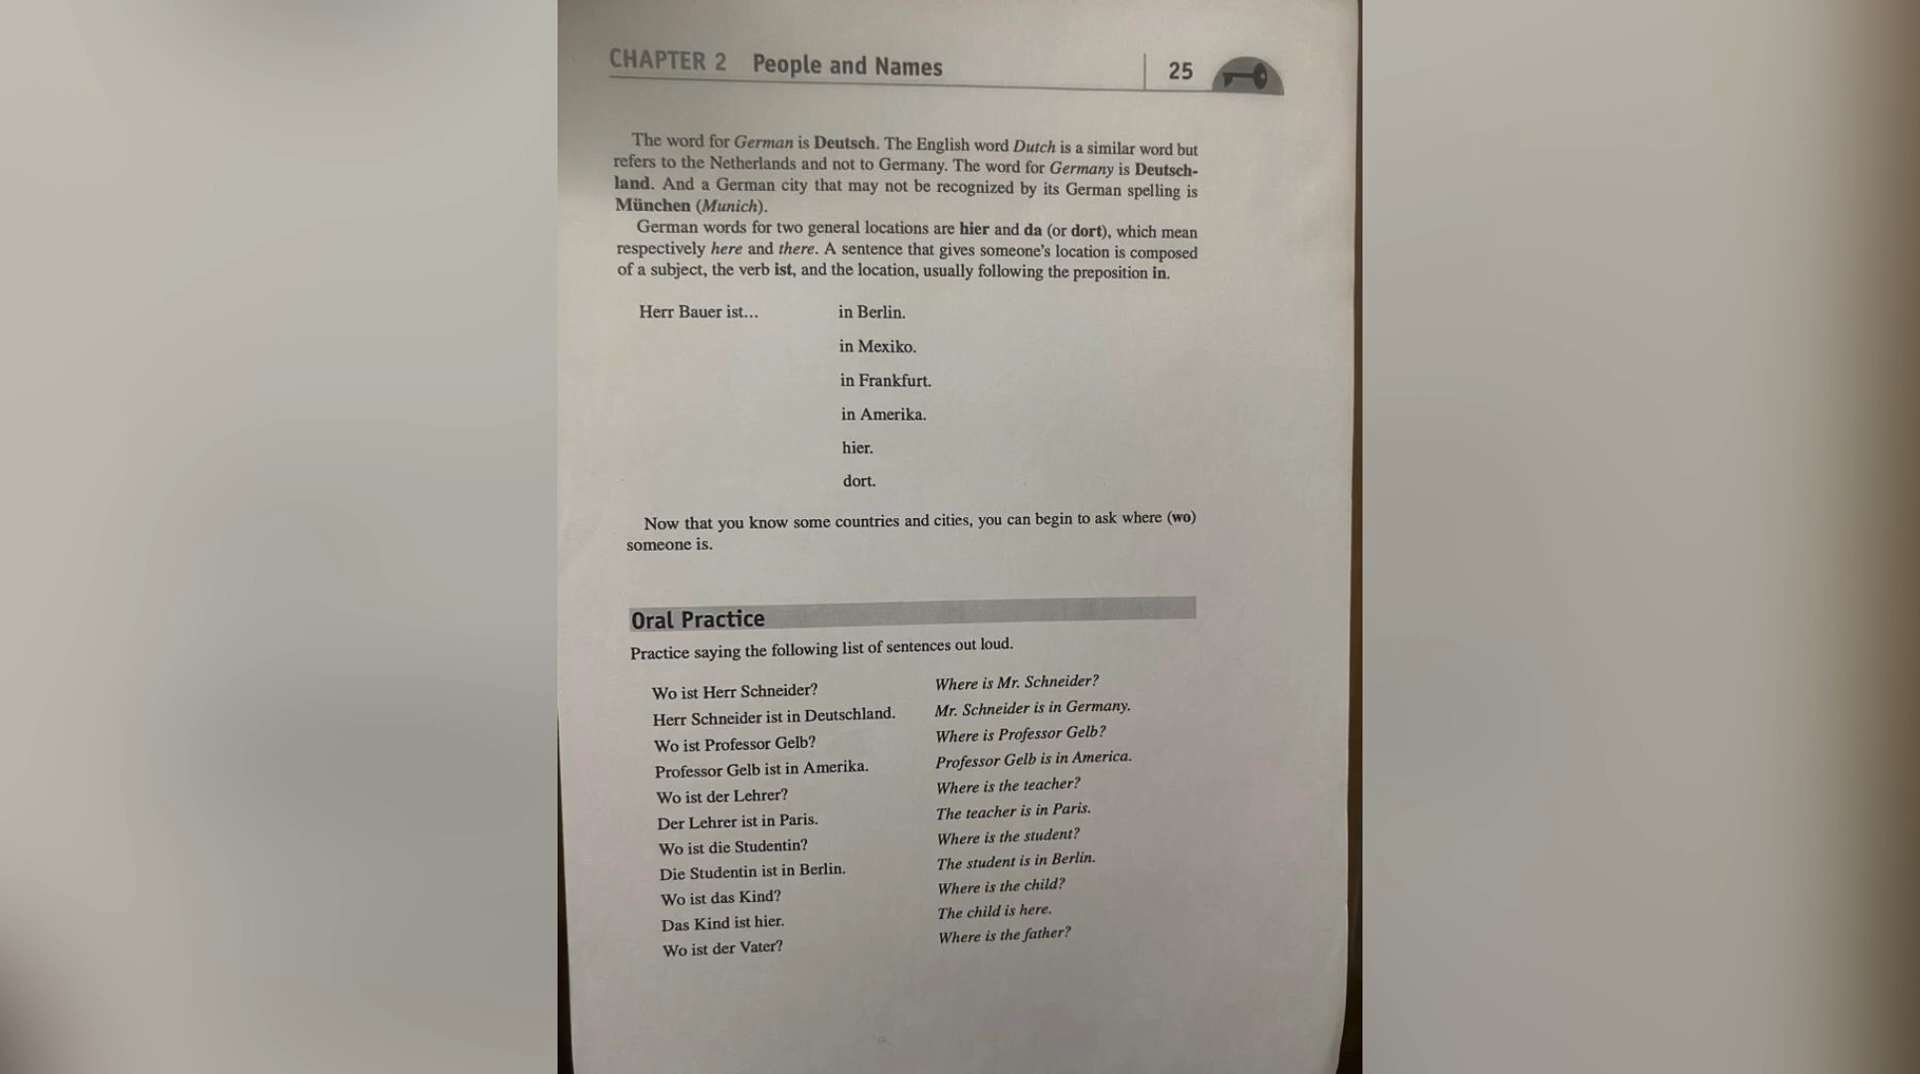 CHAPTER 2 People and Names 25
The word for German is Deutsch. The English word Dutch is a similar word but
refers to the Netherlands and not to Germany. The word for Germany is Deutsch-
land. And a German city that may not be recognized by its German spelling is
München (Munich).
German words for two general locations are hier and da (or dort), which mean
respectively here and there. A sentence that gives someone's location is composed
of a subject, the verb ist, and the location, usually following the preposition in.
Herr Bauer ist... in Berlin.
in Mexiko.
in Frankfurt.
in Amerika.
hier.
dort.
Now that you know some countries and cities, you can begin to ask where (wo)
someone is.
Oral Practice
Practice saying the following list of sentences out loud.
Wo ist Herr Schneider? Where is Mr. Schneider?
Herr Schneider ist in Deutschland. Mr. Schneider is in Germany.
Wo ist Professor Gelb? Where is Professor Gelb?
Professor Gelb ist in Amerika. Professor Gelb is in America.
Wo ist der Lehrer? Where is the teacher?
Der Lehrer ist in Paris. The teacher is in Paris.
Wo ist die Studentin? Where is the student?
Die Studentin ist in Berlin. The student is in Berlin.
Wo ist das Kind? Where is the child?
Das Kind ist hier. The child is here.
Wo ist der Vater? Where is the father?